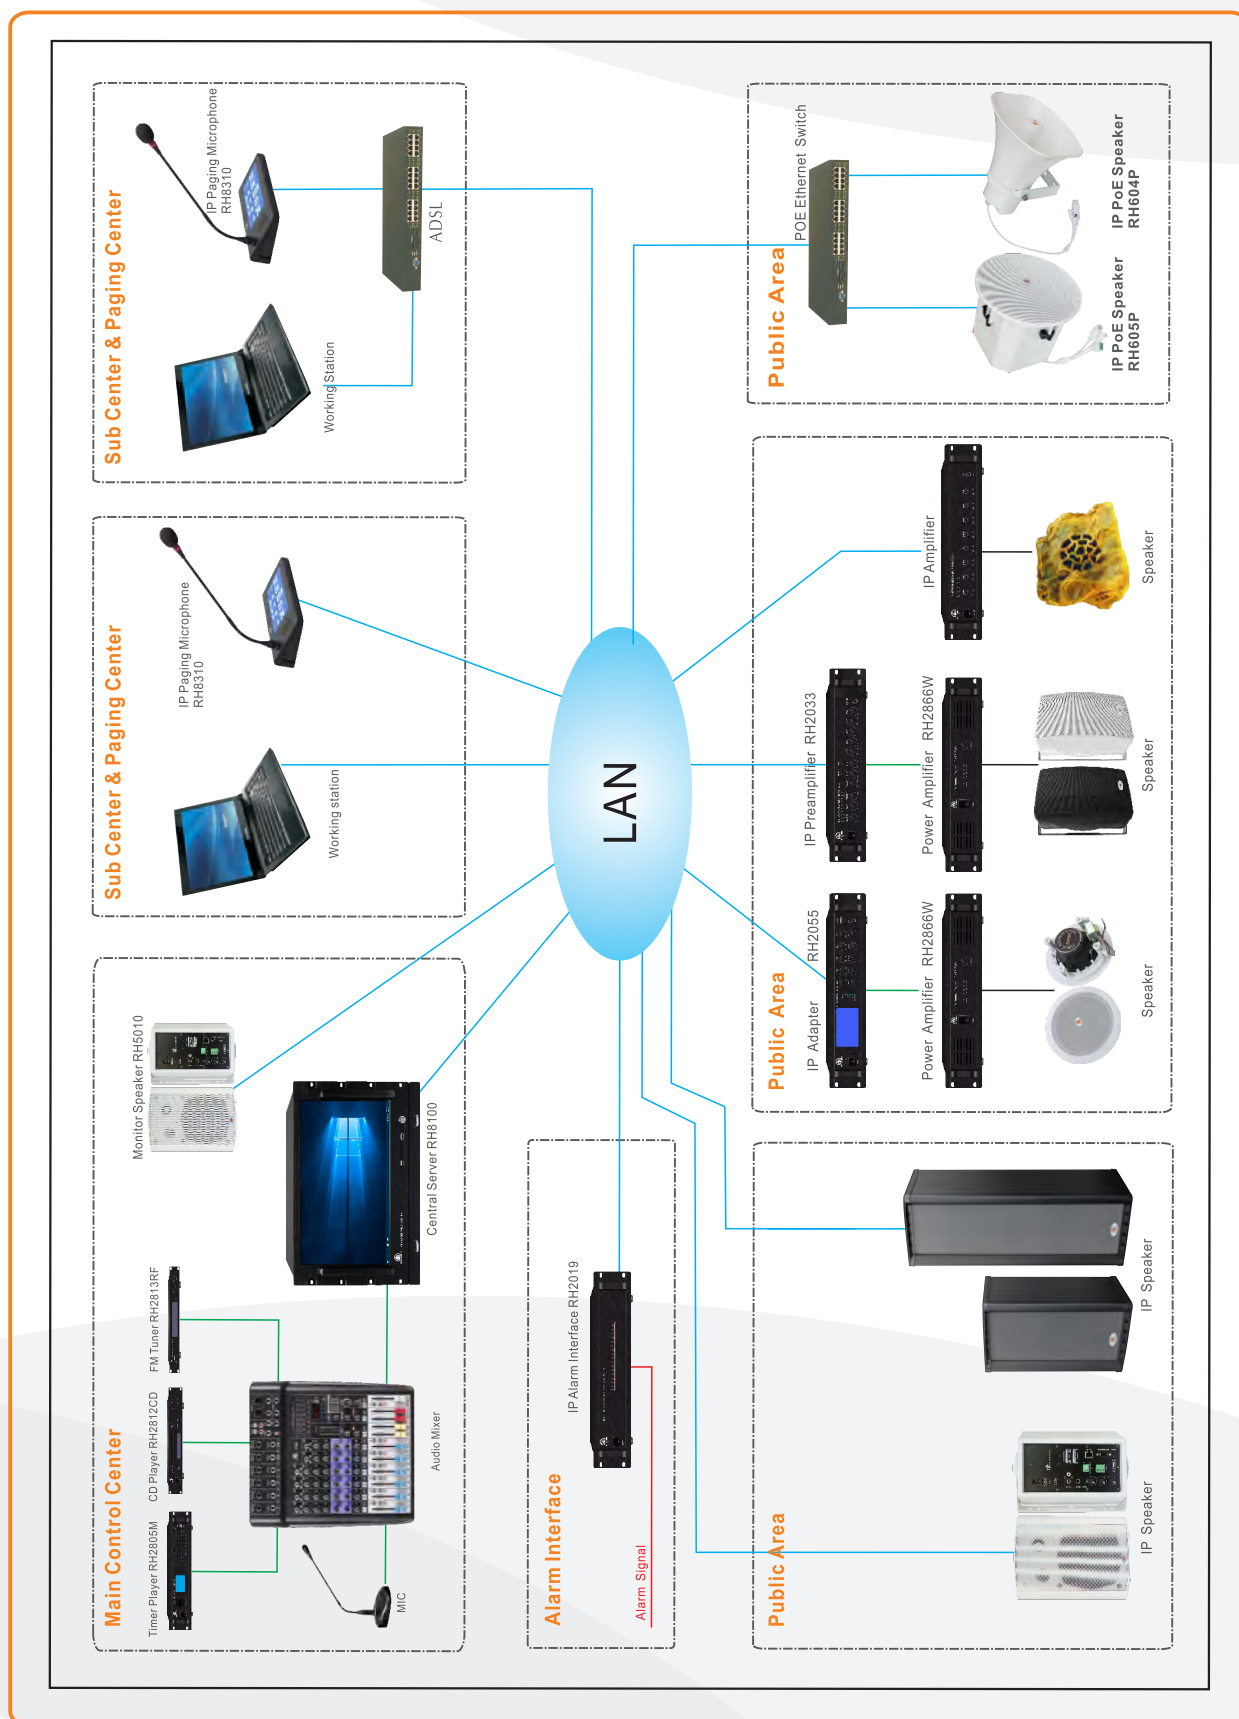 Main Control Center
Timer Player RH2805M
CD Player RH2812CD
FM Tuner RH2813RF
Monitor Speaker RH5010
MIC
Audio Mixer
Central Server RH8100
Sub Center & Paging Center
IP Paging Microphone
RH8310
Working station
Sub Center & Paging Center
IP Paging Microphone
RH8310
Working Station
ADSL
Alarm Interface
IP Alarm Interface RH2019
Alarm Signal
LAN
Public Area
IP Speaker
IP Speaker
Public Area
IP Adapter RH2055
IP Preamplifier RH2033
IP Amplifier
Power Amplifier RH2866W
Power Amplifier RH2866W
Speaker
Speaker
Speaker
Public Area
POE Ethernet Switch
IP PoE Speaker
RH605P
IP PoE Speaker
RH604P